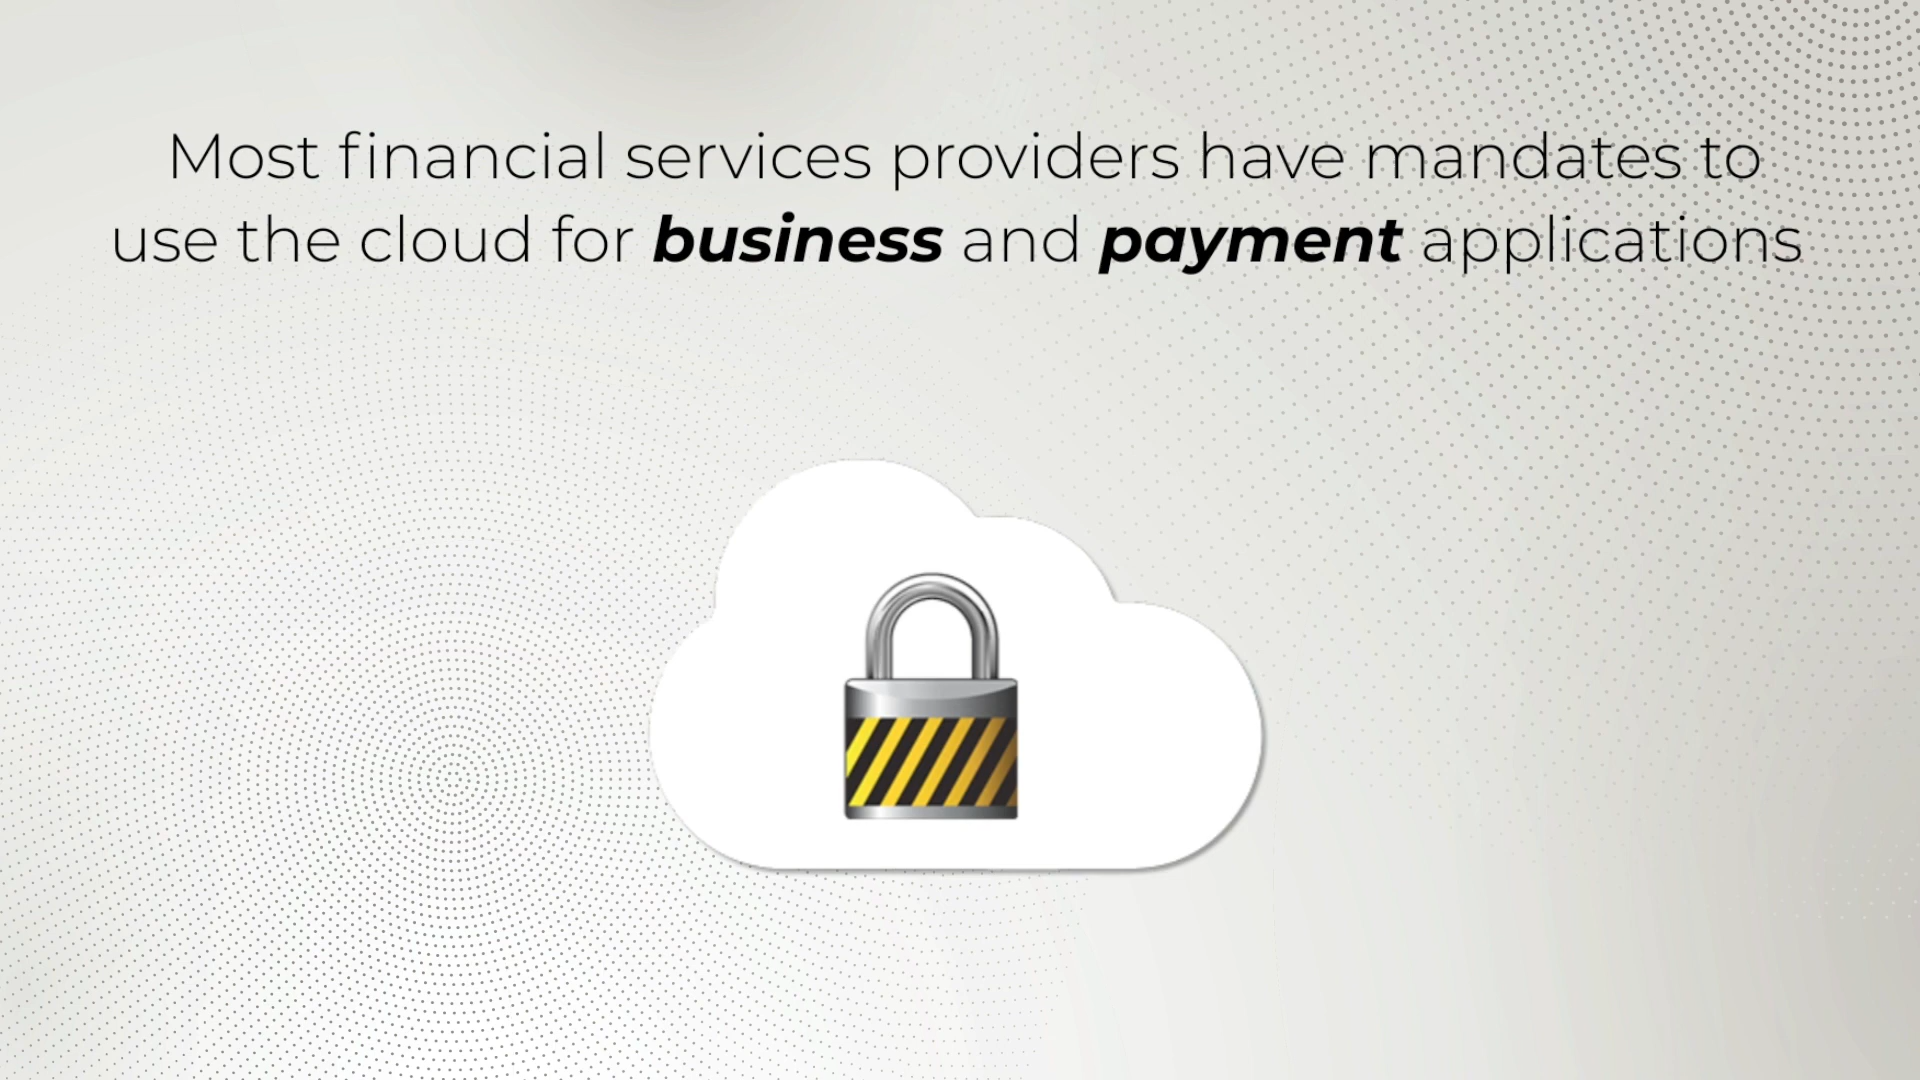 Most financial services providers have mandates to
use the cloud for business and payment applications